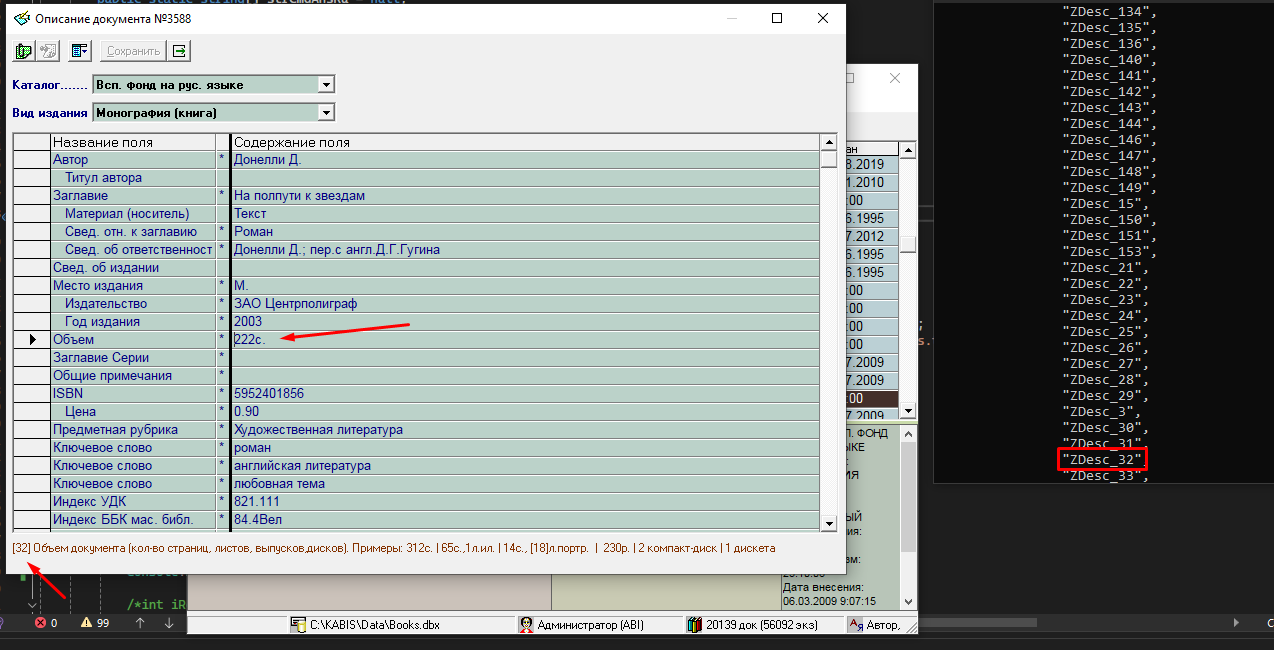 public static string[] strCmdAnsKa = null;
Описание документа №3588
Сохранить
Каталог....... Всп. фонд на рус. языке
Вид издания Монография (книга)
Название поля Содержание поля
Автор * Донелли Д.
Титул автора
Заглавие * На полпути к звездам
Материал (носитель) * Текст
Свед. отн. к заглавию * Роман
Свед. об ответственност * Донелли Д.; пер.с англ.Д.Г.Гугина
Свед. об издании
Место издания * М.
Издательство * ЗАО Центрполиграф
Год издания * 2003
Объем * 222с.
Заглавие Серии *
Общие примечания *
ISBN * 5952401856
Цена * 0.90
Предметная рубрика * Художественная литература
Ключевое слово * роман
Ключевое слово * английская литература
Ключевое слово * любовная тема
Индекс УДК * 821.111
Индекс ББК мас. библ. * 84.4Вел
[32] Объем документа (кол-во страниц, листов, выпусков,дисков). Примеры: 312с. | 65с.,1л.ил. | 14с., [18]л.портр. | 230р. | 2 компакт-диск | 1 дискета
ан
8.2019
1.2010
:00
6.1995
7.2012
6.1995
6.1995
:00
:00
:00
:00
7.2009
7.2009
:00
7.2009
Л. ФОНД
ЫКЕ
ИЯ
ЫЙ
ия:
ам:
Дата внесения:
06.03.2009 9:07:15
/*int iR
0 99
C:\KABIS\Data\Books.dbx Администратор (ABI) 20139 док (56092 экз) Автор,
"ZDesc_134",
"ZDesc_135",
"ZDesc_136",
"ZDesc_140",
"ZDesc_141",
"ZDesc_142",
"ZDesc_143",
"ZDesc_144",
"ZDesc_146",
"ZDesc_147",
"ZDesc_148",
"ZDesc_149",
"ZDesc_15",
"ZDesc_150",
"ZDesc_151",
"ZDesc_153",
"ZDesc_21",
"ZDesc_22",
"ZDesc_23",
"ZDesc_24",
"ZDesc_25",
"ZDesc_26",
"ZDesc_27",
"ZDesc_28",
"ZDesc_29",
"ZDesc_3",
"ZDesc_30",
"ZDesc_31",
"ZDesc_32",
"ZDesc_33",